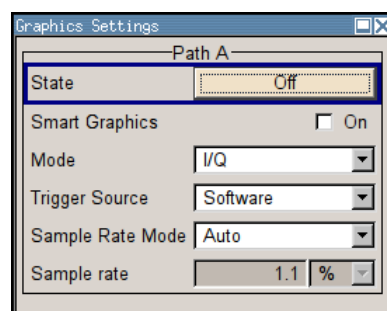 Graphics Settings
Path A
State Off
Smart Graphics On
Mode I/Q
Trigger Source Software
Sample Rate Mode Auto
Sample rate 1.1 %